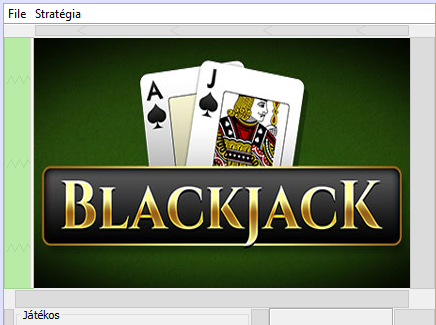 File Stratégia
A
J
BLACKJACK
Játékos